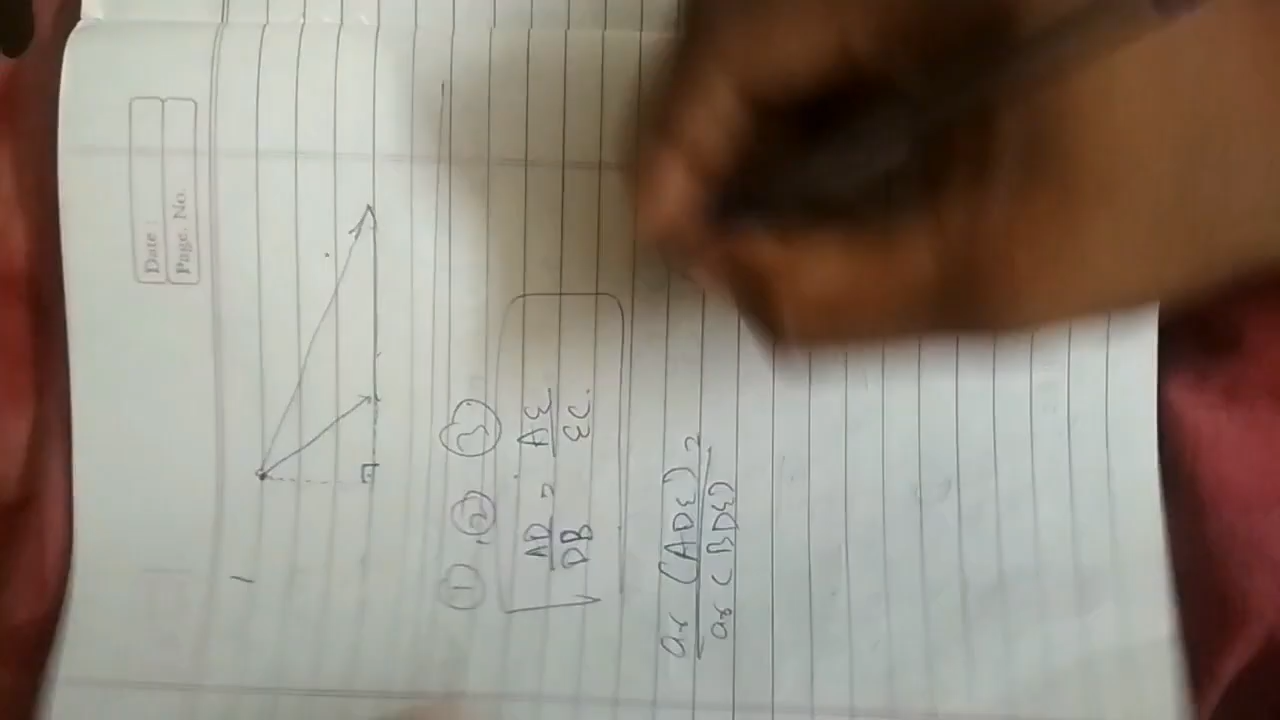 Date :
Page. No.
① , ② ③
AD/DB = AE/EC.
ar (ADE)/ar (BDE) =